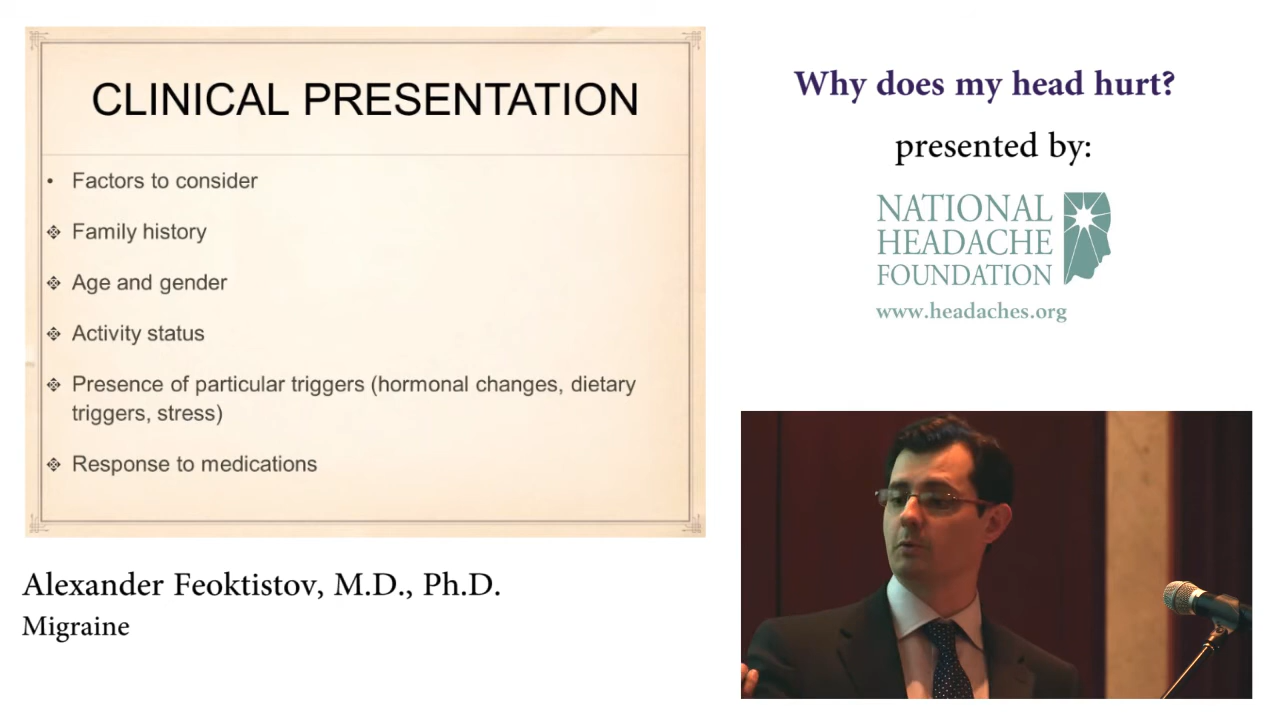 CLINICAL PRESENTATION
• Factors to consider
❖ Family history
❖ Age and gender
❖ Activity status
❖ Presence of particular triggers (hormonal changes, dietary
triggers, stress)
❖ Response to medications
Alexander Feoktistov, M.D., Ph.D.
Migraine
Why does my head hurt?
presented by:
NATIONAL
HEADACHE
FOUNDATION
www.headaches.org